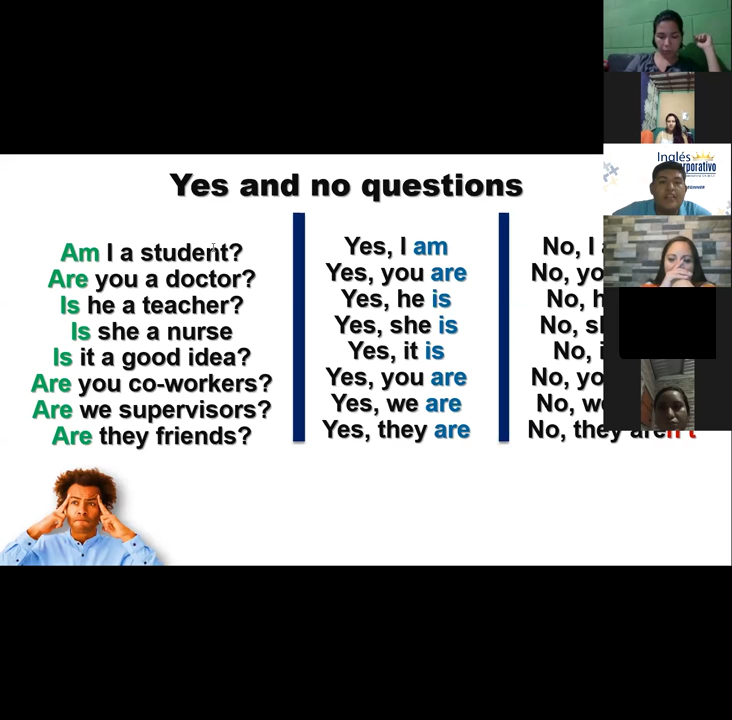 Yes and no questions
Am I a student?
Are you a doctor?
Is he a teacher?
Is she a nurse
Is it a good idea?
Are you co-workers?
Are we supervisors?
Are they friends?
Yes, I am
Yes, you are
Yes, he is
Yes, she is
Yes, it is
Yes, you are
Yes, we are
Yes, they are
No, I
No,
No,
No,
No,
No,
No,
No, they aren't
Inglés